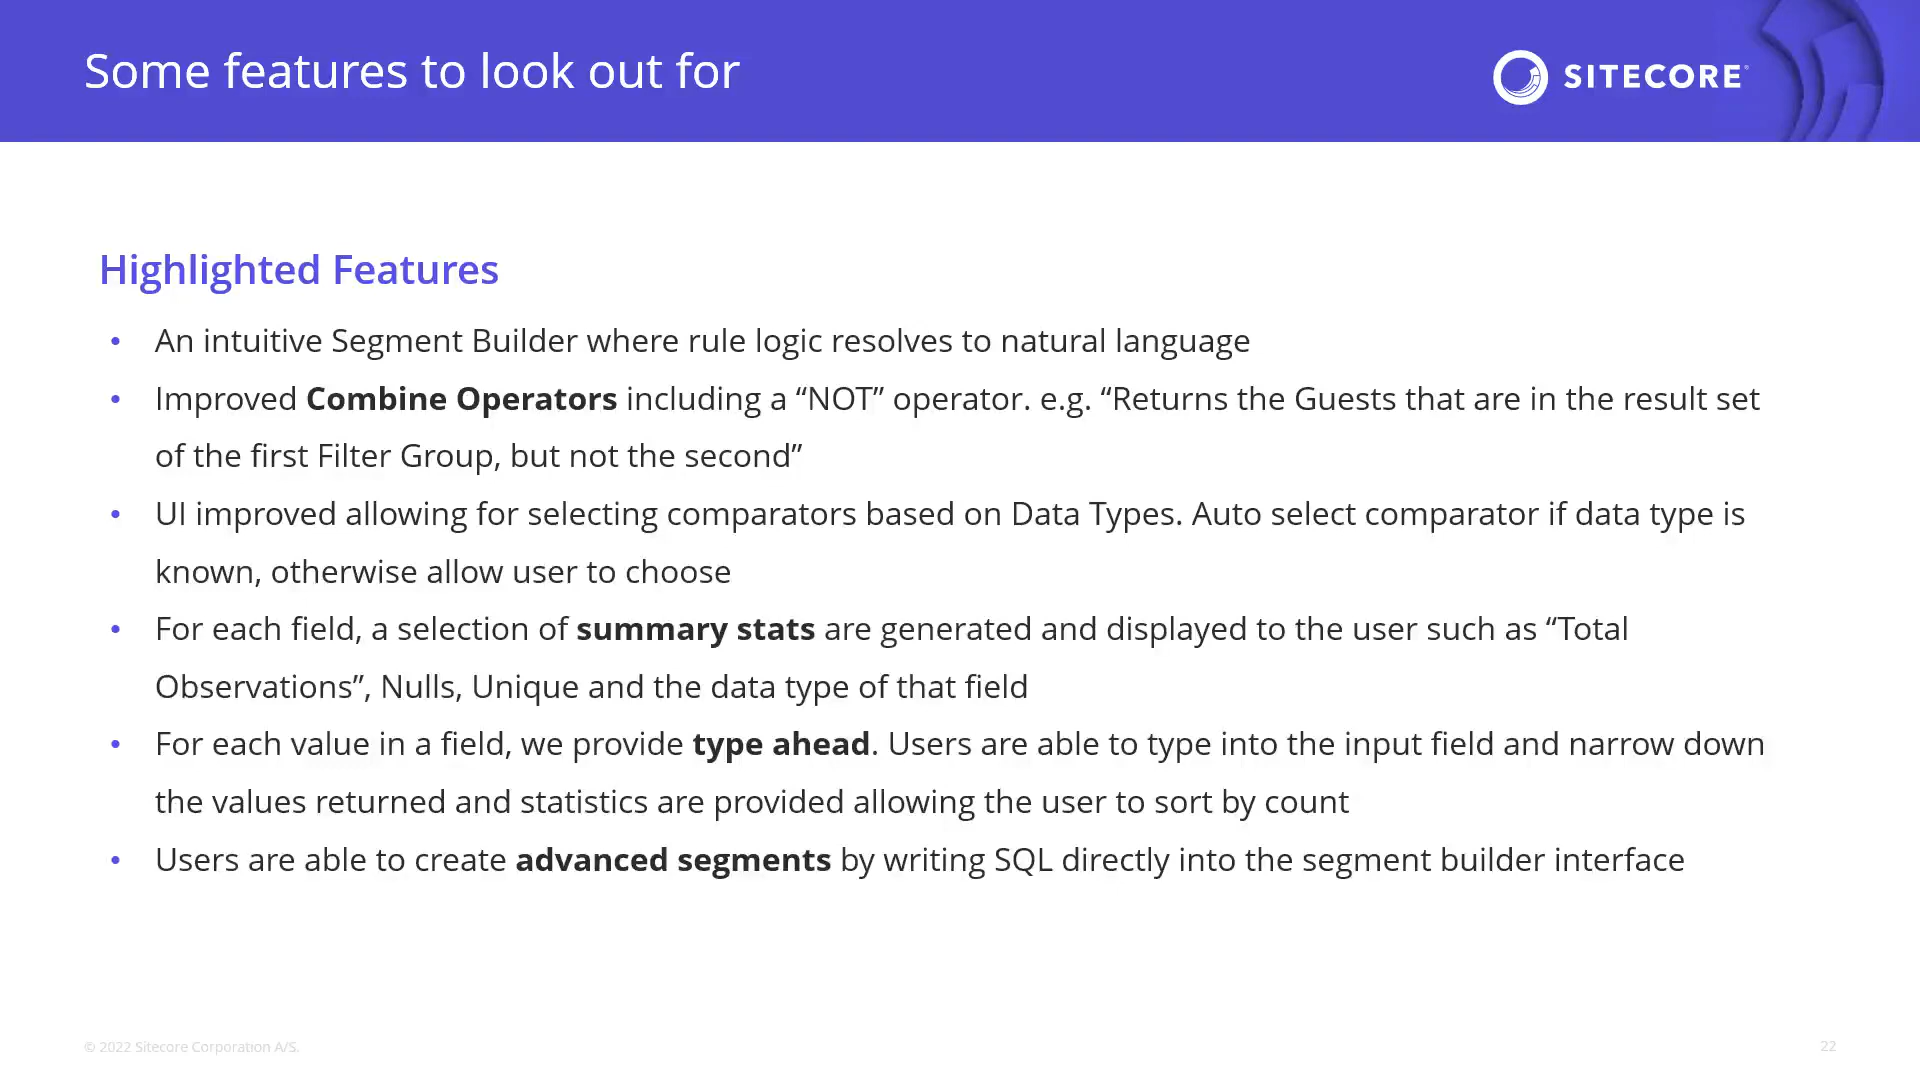 Some features to look out for
SITECORE
Highlighted Features
• An intuitive Segment Builder where rule logic resolves to natural language
• Improved Combine Operators including a “NOT” operator. e.g. “Returns the Guests that are in the result set
of the first Filter Group, but not the second”
• UI improved allowing for selecting comparators based on Data Types. Auto select comparator if data type is
known, otherwise allow user to choose
• For each field, a selection of summary stats are generated and displayed to the user such as “Total
Observations”, Nulls, Unique and the data type of that field
• For each value in a field, we provide type ahead. Users are able to type into the input field and narrow down
the values returned and statistics are provided allowing the user to sort by count
• Users are able to create advanced segments by writing SQL directly into the segment builder interface
© 2022 Sitecore Corporation A/S.
22